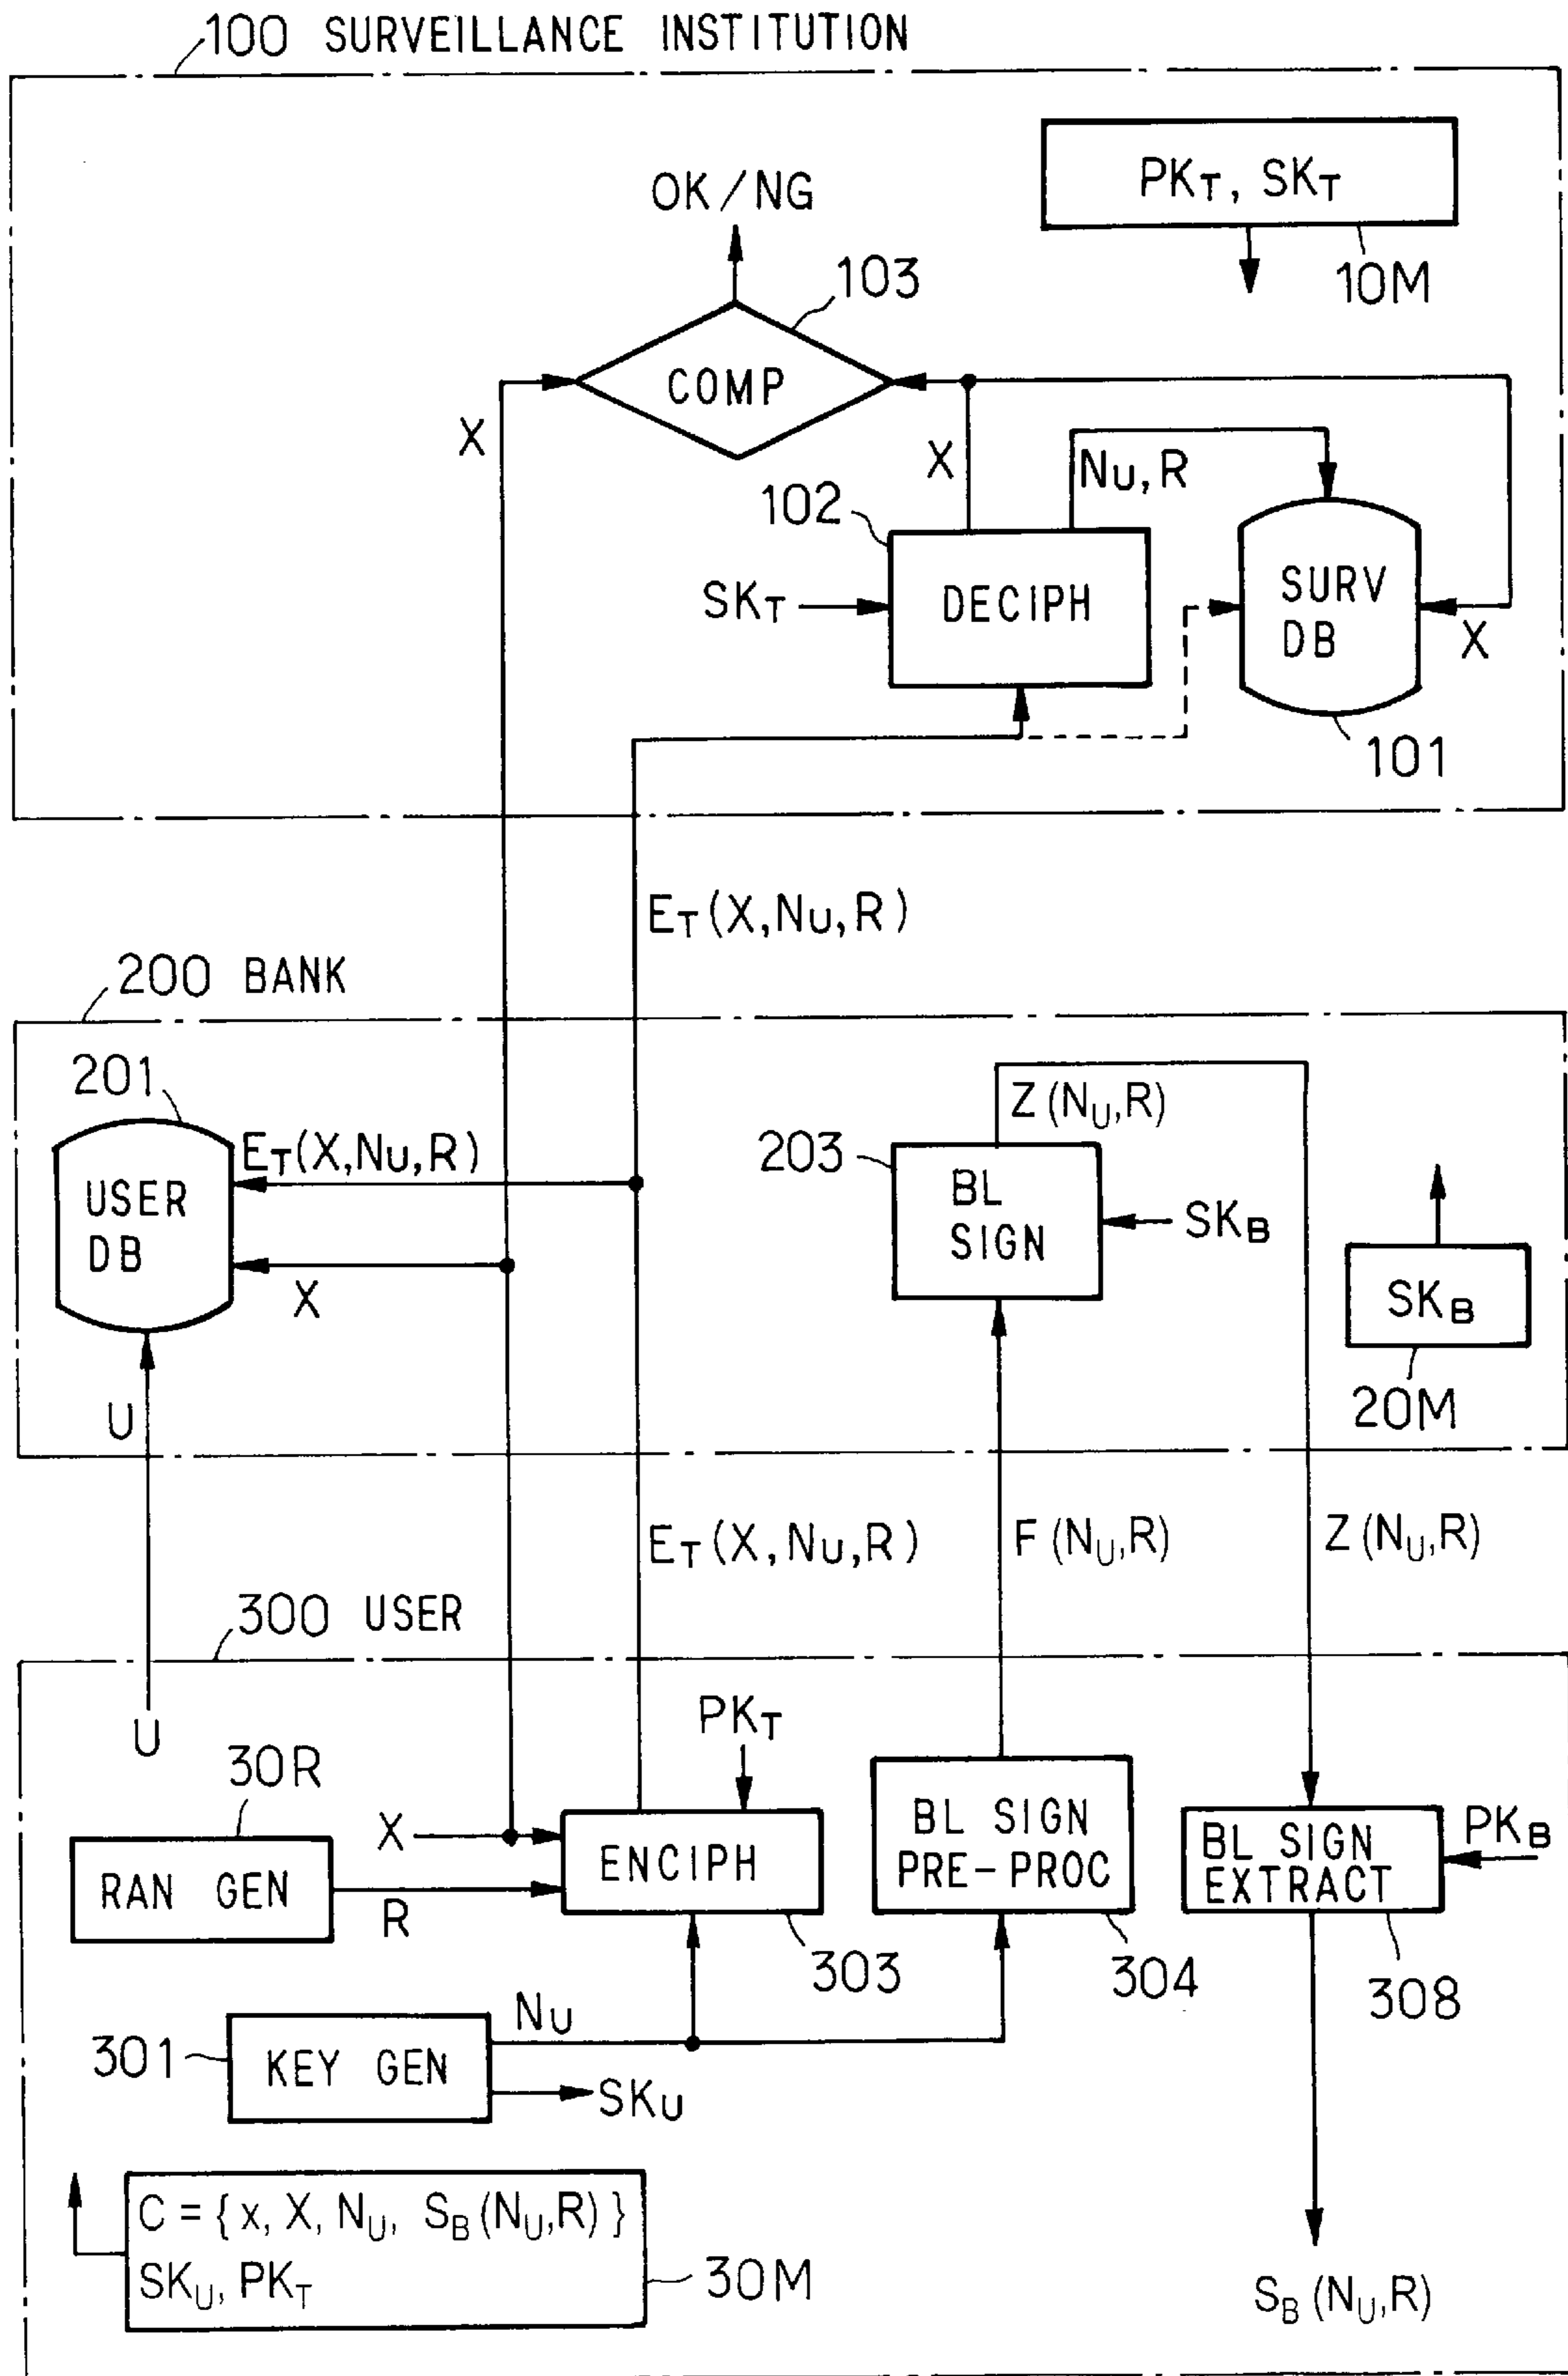 100 SURVEILLANCE INSTITUTION
PKT, SKT
10M
OK/NG
103
COMP
X
X
NU, R
102
SKT
DECIPH
SURV
DB
X
101
ET(X,NU,R)
200 BANK
201
ET(X,NU,R)
USER
DB
X
U
Z(NU,R)
203
BL
SIGN
SKB
SKB
20M
ET(X,NU,R)
F(NU,R)
Z(NU,R)
300 USER
U
30R
RAN GEN
R
X
PKT
ENCIPH
303
BL SIGN
PRE-PROC
304
BL SIGN
EXTRACT
PKB
308
301
KEY GEN
NU
SKU
C = { x, X, NU, SB(NU,R) }
SKU, PKT
30M
SB(NU,R)